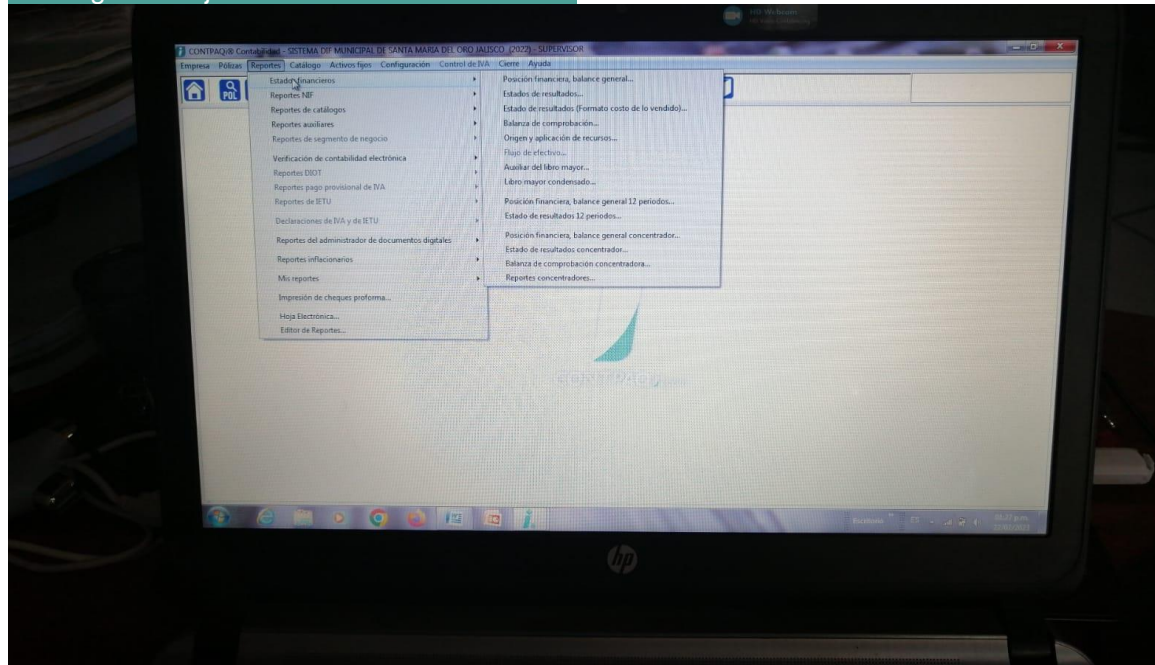 HD Webcam
CONTPAQi® Contabilidad - SISTEMA DIF MUNICIPAL DE SANTA MARIA DEL ORO JALISCO (2022) - SUPERVISOR
Empresa Pólizas Reportes Catálogo Activos fijos Configuración Control de IVA Cierre Ayuda
POL
Estados financieros
Reportes NIF
Reportes de catálogos
Reportes auxiliares
Reportes de segmento de negocio
Verificación de contabilidad electrónica
Reportes DIOT
Reportes pago provisional de IVA
Reportes de IETU
Declaraciones de IVA y de IETU
Reportes del administrador de documentos digitales
Reportes inflacionarios
Mis reportes
Impresión de cheques proforma...
Hoja Electrónica...
Editor de Reportes...
Posición financiera, balance general...
Estados de resultados...
Estado de resultados (Formato costo de lo vendido)...
Balanza de comprobación...
Origen y aplicación de recursos...
Flujo de efectivo...
Auxiliar del libro mayor...
Libro mayor condensado...
Posición financiera, balance general 12 periodos...
Estado de resultados 12 periodos...
Posición financiera, balance general concentrador...
Estado de resultados concentrador...
Balanza de comprobación concentradora...
Reportes concentradores...
CONTPAQi
Escritorio
ES
hp